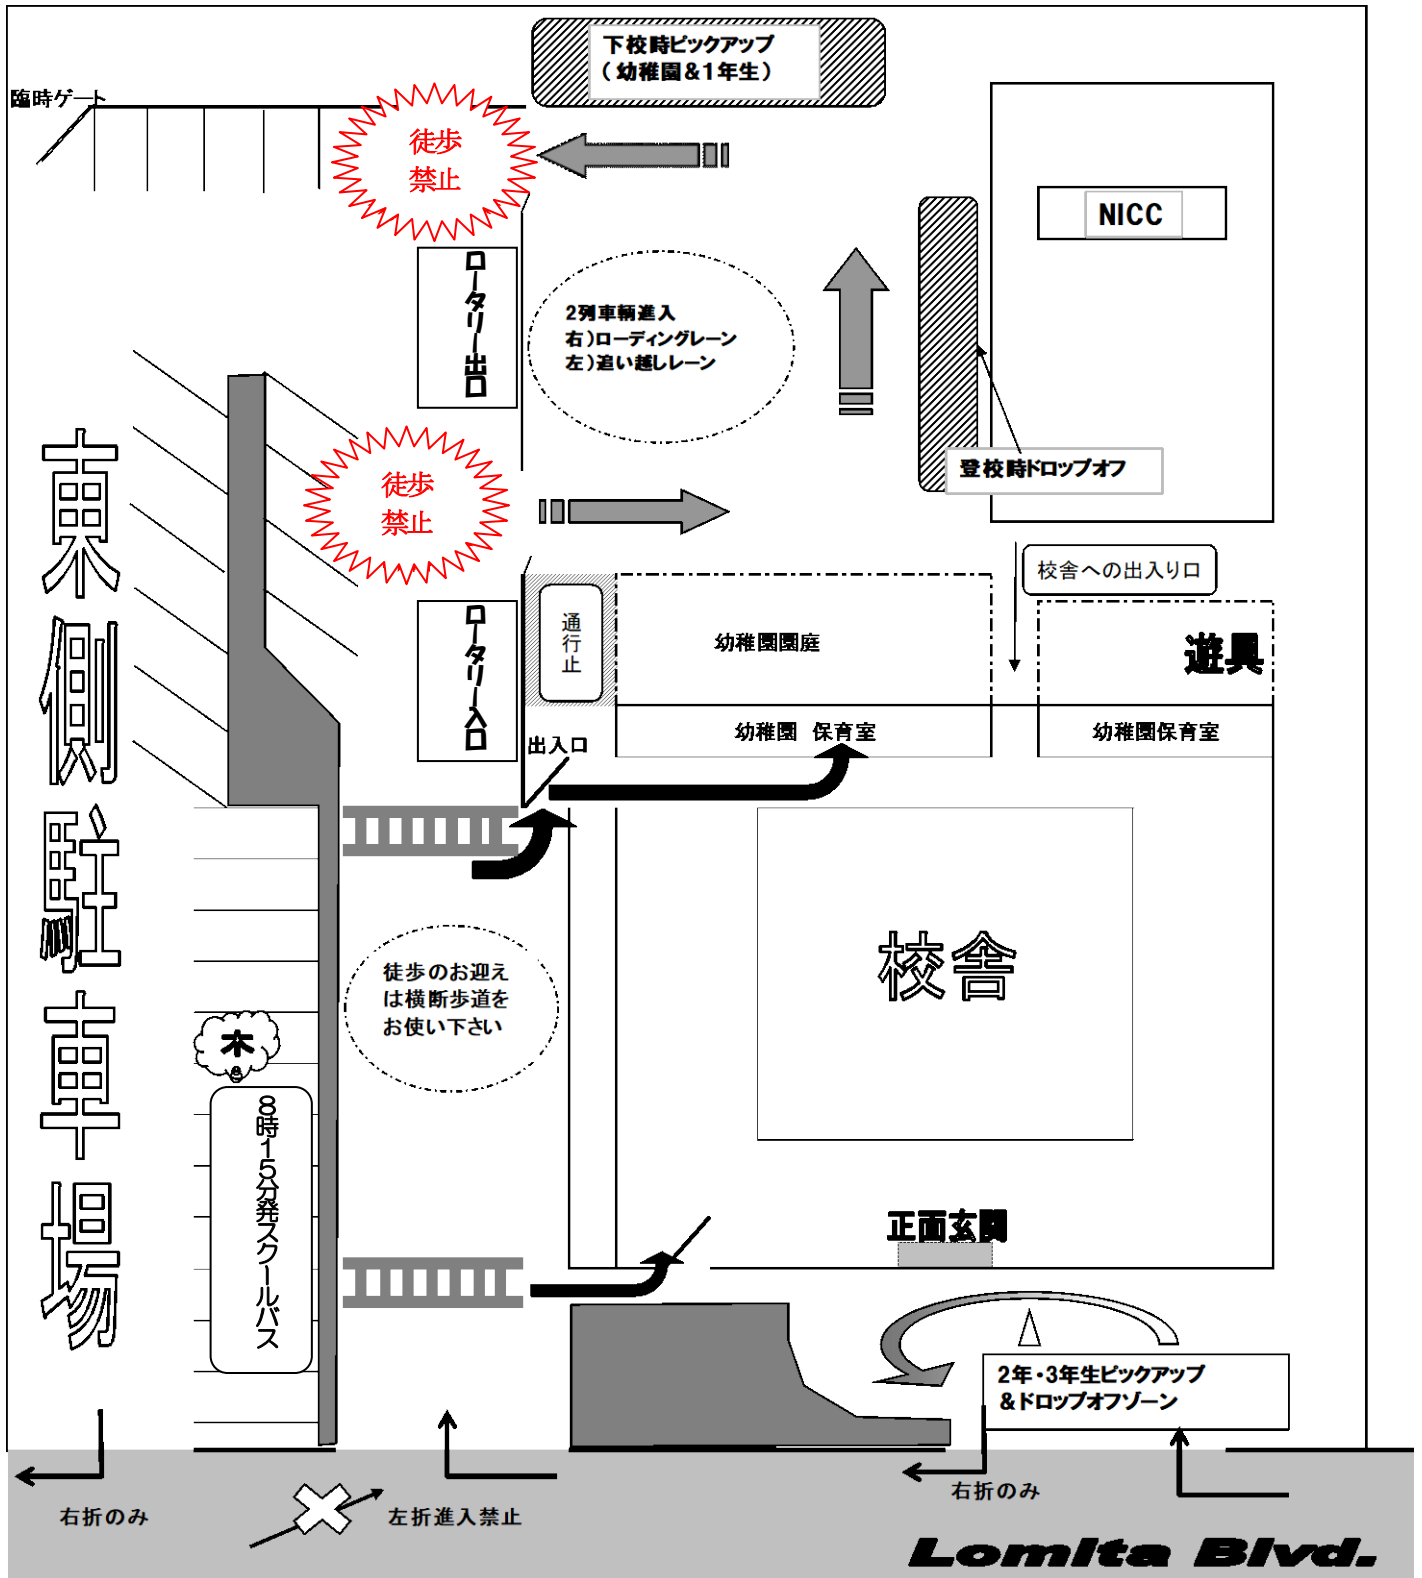 下校時ピックアップ
（幼稚園＆１年生）
臨時ゲート
徒歩
禁止
NICC
ロータリー出口
2列車輌進入
右）ローディングレーン
左）追い越しレーン
登校時ドロップオフ
徒歩
禁止
校舎への出入り口
ロータリー入口
通行止
幼稚園園庭
遊具
幼稚園　保育室
幼稚園保育室
出入口
東側駐車場
校舎
徒歩のお迎え
は横断歩道を
お使い下さい
木
８時１５分発スクールバス
正面玄関
2年・3年生ピックアップ
＆ドロップオフゾーン
右折のみ
左折進入禁止
右折のみ
Lomita Blvd.